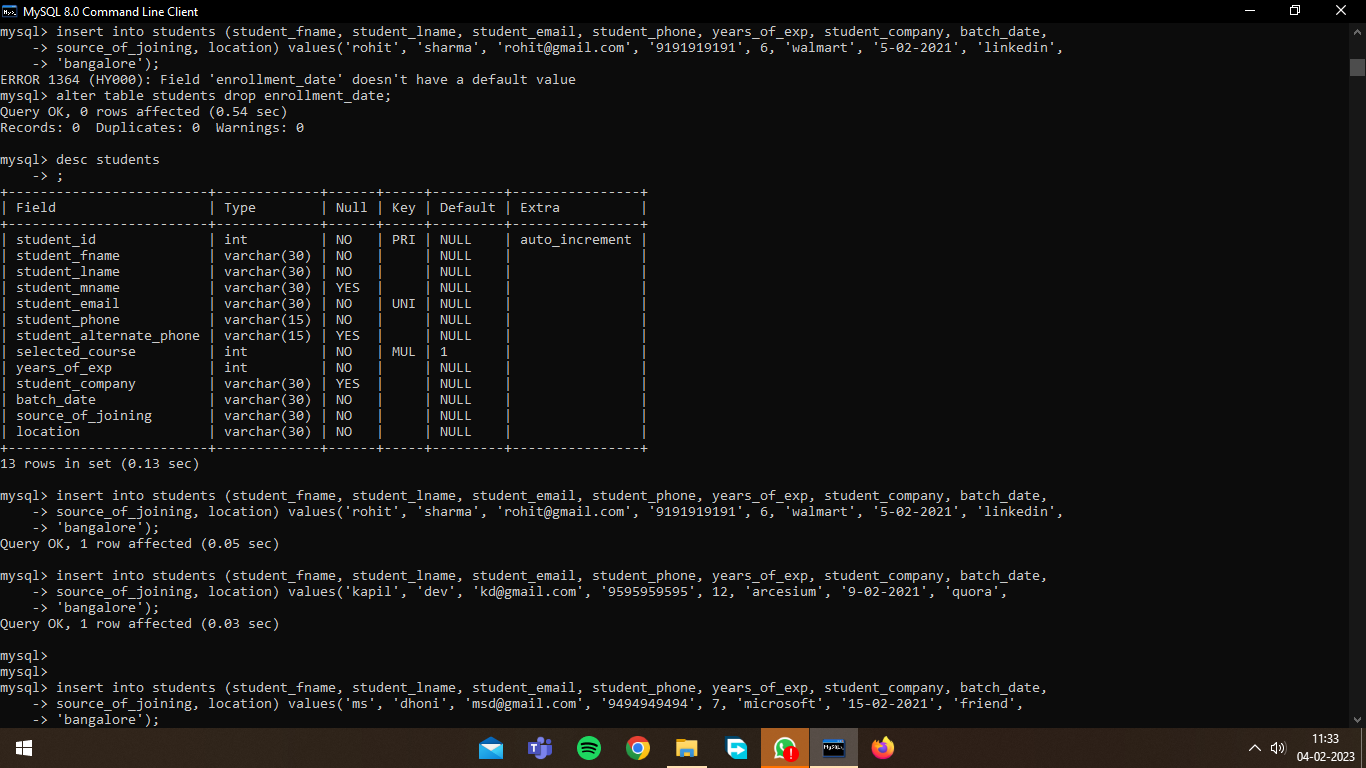 MySQL 8.0 Command Line Client
mysql> insert into students (student_fname, student_lname, student_email, student_phone, years_of_exp, student_company, batch_date,
    -> source_of_joining, location) values('rohit', 'sharma', 'rohit@gmail.com', '9191919191', 6, 'walmart', '5-02-2021', 'linkedin',
    -> 'bangalore');
ERROR 1364 (HY000): Field 'enrollment_date' doesn't have a default value
mysql> alter table students drop enrollment_date;
Query OK, 0 rows affected (0.54 sec)
Records: 0  Duplicates: 0  Warnings: 0
mysql> desc students
    -> ;
+-------------------------+-------------+------+-----+---------+----------------+
| Field                   | Type        | Null | Key | Default | Extra          |
+-------------------------+-------------+------+-----+---------+----------------+
| student_id              | int         | NO   | PRI | NULL    | auto_increment |
| student_fname           | varchar(30) | NO   |     | NULL    |                |
| student_lname           | varchar(30) | NO   |     | NULL    |                |
| student_mname           | varchar(30) | YES  |     | NULL    |                |
| student_email           | varchar(30) | NO   | UNI | NULL    |                |
| student_phone           | varchar(15) | NO   |     | NULL    |                |
| student_alternate_phone | varchar(15) | YES  |     | NULL    |                |
| selected_course         | int         | NO   | MUL | 1       |                |
| years_of_exp            | int         | NO   |     | NULL    |                |
| student_company         | varchar(30) | YES  |     | NULL    |                |
| batch_date              | varchar(30) | NO   |     | NULL    |                |
| source_of_joining       | varchar(30) | NO   |     | NULL    |                |
| location                | varchar(30) | NO   |     | NULL    |                |
+-------------------------+-------------+------+-----+---------+----------------+
13 rows in set (0.13 sec)
mysql> insert into students (student_fname, student_lname, student_email, student_phone, years_of_exp, student_company, batch_date,
    -> source_of_joining, location) values('rohit', 'sharma', 'rohit@gmail.com', '9191919191', 6, 'walmart', '5-02-2021', 'linkedin',
    -> 'bangalore');
Query OK, 1 row affected (0.05 sec)
mysql> insert into students (student_fname, student_lname, student_email, student_phone, years_of_exp, student_company, batch_date,
    -> source_of_joining, location) values('kapil', 'dev', 'kd@gmail.com', '9595959595', 12, 'arcesium', '9-02-2021', 'quora',
    -> 'bangalore');
Query OK, 1 row affected (0.03 sec)
mysql>
mysql>
mysql> insert into students (student_fname, student_lname, student_email, student_phone, years_of_exp, student_company, batch_date,
    -> source_of_joining, location) values('ms', 'dhoni', 'msd@gmail.com', '9494949494', 7, 'microsoft', '15-02-2021', 'friend',
    -> 'bangalore');
11:33
04-02-2023